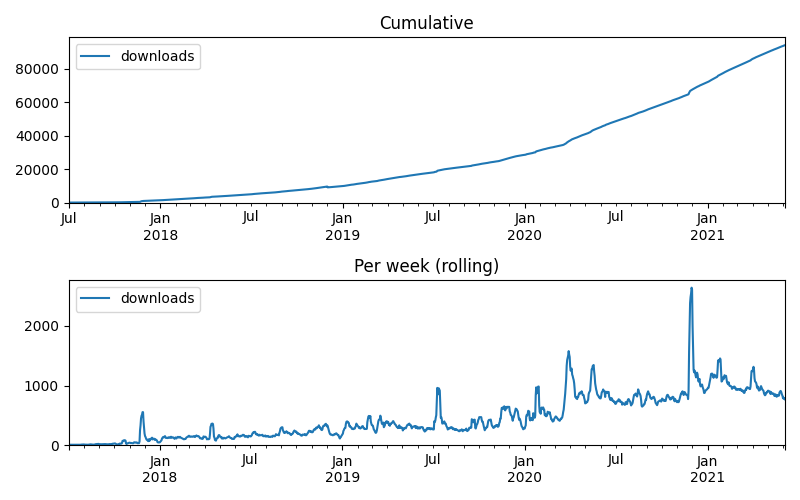 Cumulative
downloads
80000
60000
40000
20000
0
Jul Jan Jul Jan Jul Jan Jul Jan
2018 2019 2020 2021
Per week (rolling)
downloads
2000
1000
0
Jan Jul Jan Jul Jan Jul Jan
2018 2019 2020 2021